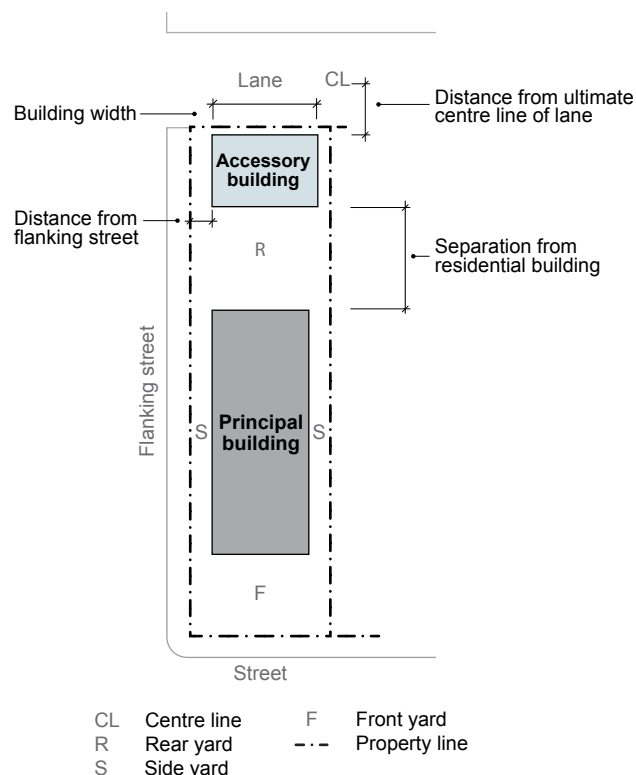 Lane
CL
Building width
Distance from ultimate
centre line of lane
Accessory
building
Distance from
flanking street
R
Separation from
residential building
Flanking street
S
Principal
building
S
F
Street
CL Centre line
F Front yard
R Rear yard
Property line
S Side yard